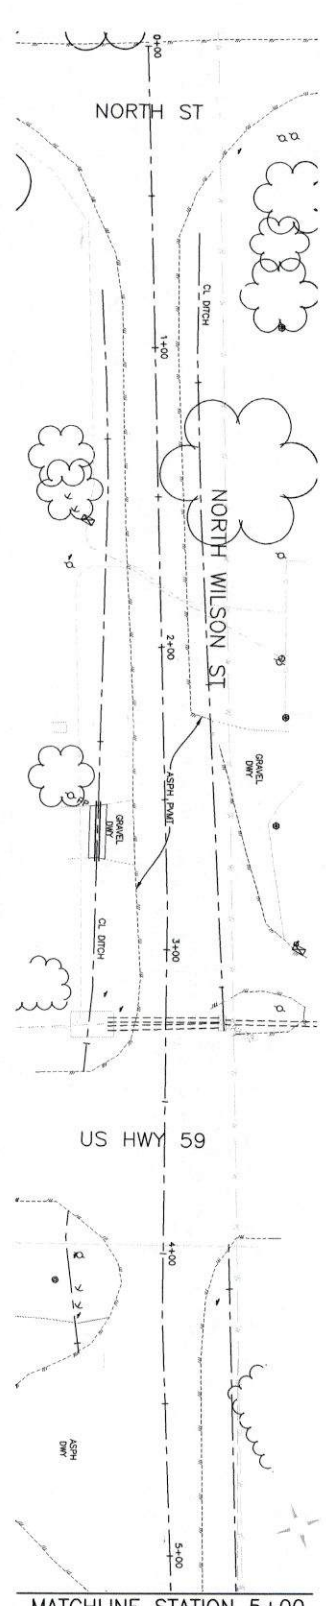 0+00
NORTH ST
CL DITCH
1+00
NORTH WILSON ST
2+00
GRAVEL
DWY
ASPH PVMT
GRAVEL
DWY
CL DITCH
3+00
US HWY 59
4+00
ASPH
DWY
5+00
MATCHLINE STATION 5+00